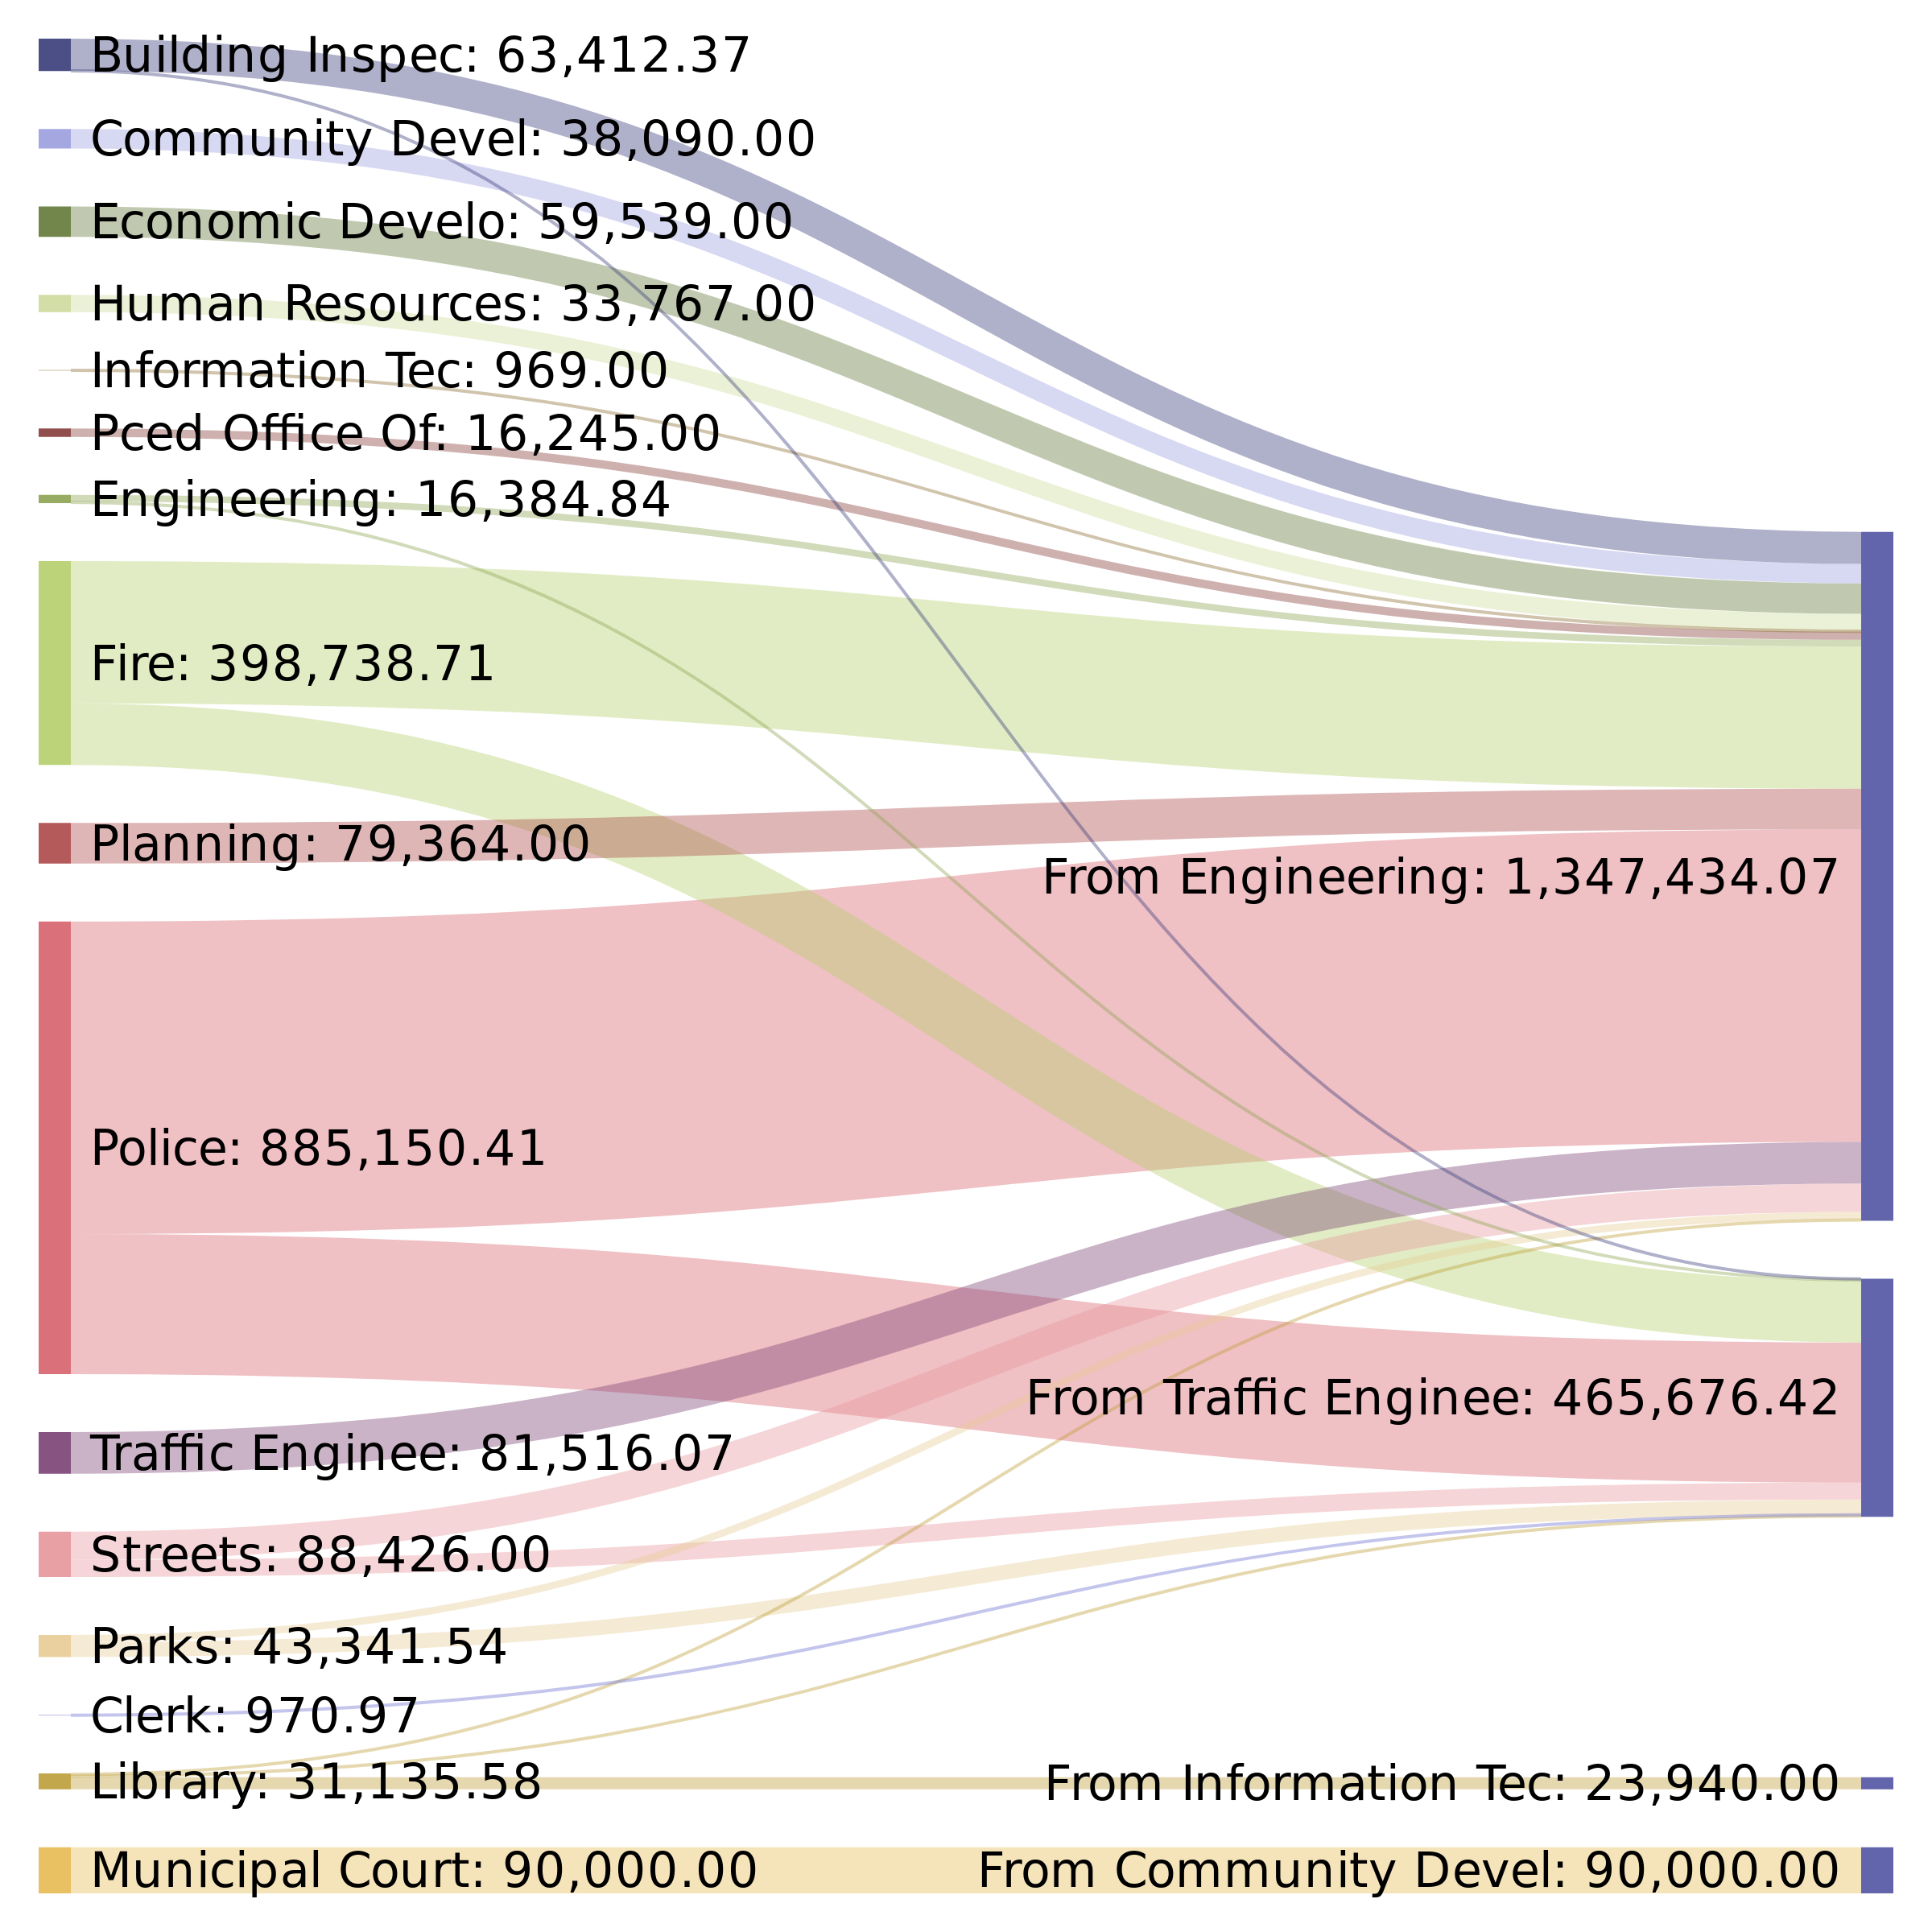 Building Inspec: 63,412.37
Community Devel: 38,090.00
Economic Develo: 59,539.00
Human Resources: 33,767.00
Information Tec: 969.00
Pced Office Of: 16,245.00
Engineering: 16,384.84
Fire: 398,738.71
Planning: 79,364.00
From Engineering: 1,347,434.07
Police: 885,150.41
From Traffic Enginee: 465,676.42
Traffic Enginee: 81,516.07
Streets: 88,426.00
Parks: 43,341.54
Clerk: 970.97
Library: 31,135.58
From Information Tec: 23,940.00
Municipal Court: 90,000.00
From Community Devel: 90,000.00